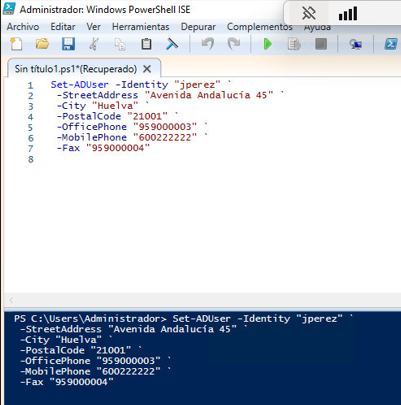 Administrador: Windows PowerShell ISE
Archivo Editar Ver Herramientas Depurar Complementos Ayuda
Sin título1.ps1*(Recuperado) X
1 Set-ADUser -Identity "jperez" `
2 -StreetAddress "Avenida Andalucía 45" `
3 -City "Huelva" `
4 -PostalCode "21001" `
5 -OfficePhone "959000003" `
6 -MobilePhone "600222222" `
7 -Fax "959000004"
8
PS C:\Users\Administrador> Set-ADUser -Identity "jperez" `
-StreetAddress "Avenida Andalucía 45" `
-City "Huelva" `
-PostalCode "21001" `
-OfficePhone "959000003" `
-MobilePhone "600222222" `
-Fax "959000004"